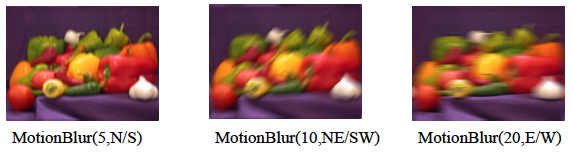 MotionBlur(5,N/S)
MotionBlur(10,NE/SW)
MotionBlur(20,E/W)